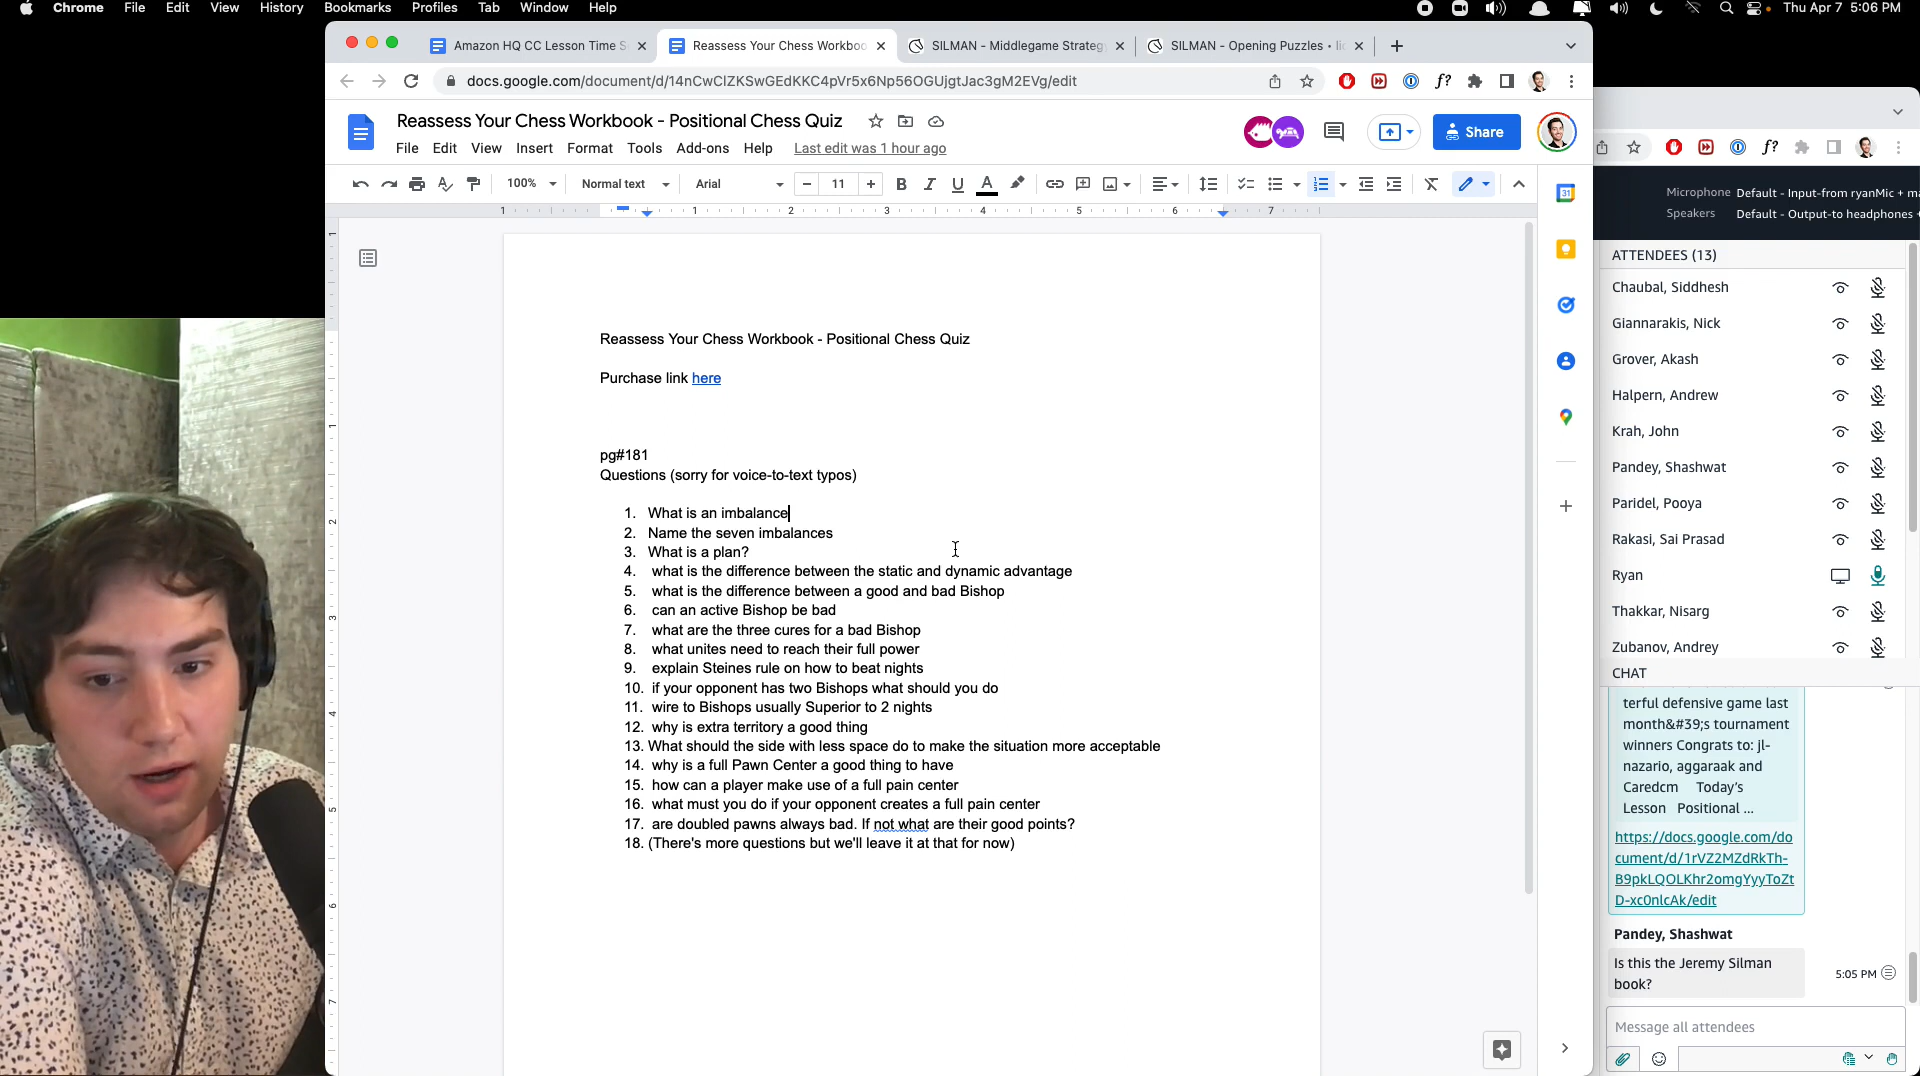 Chrome File Edit View History Bookmarks Profiles Tab Window Help Thu Apr 7 5:06 PM
Amazon HQ CC Lesson Time S
Reassess Your Chess Workboo
SILMAN - Middlegame Strateg
SILMAN - Opening Puzzles • lic
docs.google.com/document/d/14nCwCIZKSwGEdKKC4pVr5x6Np56OGUjgtJac3gM2EVg/edit
Reassess Your Chess Workbook - Positional Chess Quiz
Share
File Edit View Insert Format Tools Add-ons Help Last edit was 1 hour ago
100% Normal text Arial 11
1 1 2 3 4 5 6 7
Reassess Your Chess Workbook - Positional Chess Quiz
Purchase link here
pg#181
Questions (sorry for voice-to-text typos)
1. What is an imbalance
2. Name the seven imbalances
3. What is a plan?
4. what is the difference between the static and dynamic advantage
5. what is the difference between a good and bad Bishop
6. can an active Bishop be bad
7. what are the three cures for a bad Bishop
8. what unites need to reach their full power
9. explain Steines rule on how to beat nights
10. if your opponent has two Bishops what should you do
11. wire to Bishops usually Superior to 2 nights
12. why is extra territory a good thing
13. What should the side with less space do to make the situation more acceptable
14. why is a full Pawn Center a good thing to have
15. how can a player make use of a full pain center
16. what must you do if your opponent creates a full pain center
17. are doubled pawns always bad. If not what are their good points?
18. (There's more questions but we'll leave it at that for now)
Microphone Default - Input-from ryanMic + ma
Speakers Default - Output-to headphones +
ATTENDEES (13)
Chaubal, Siddhesh
Giannarakis, Nick
Grover, Akash
Halpern, Andrew
Krah, John
Pandey, Shashwat
Paridel, Pooya
Rakasi, Sai Prasad
Ryan
Thakkar, Nisarg
Zubanov, Andrey
CHAT
terful defensive game last
month&#39;s tournament
winners Congrats to: jl-
nazario, aggaraak and
Caredcm Today's
Lesson Positional ...
https://docs.google.com/do
cument/d/1rVZ2MZdRkTh-
B9pkLQOLKhr2omgYyyToZt
D-xc0nlcAk/edit
Pandey, Shashwat
Is this the Jeremy Silman
book?
5:05 PM
Message all attendees